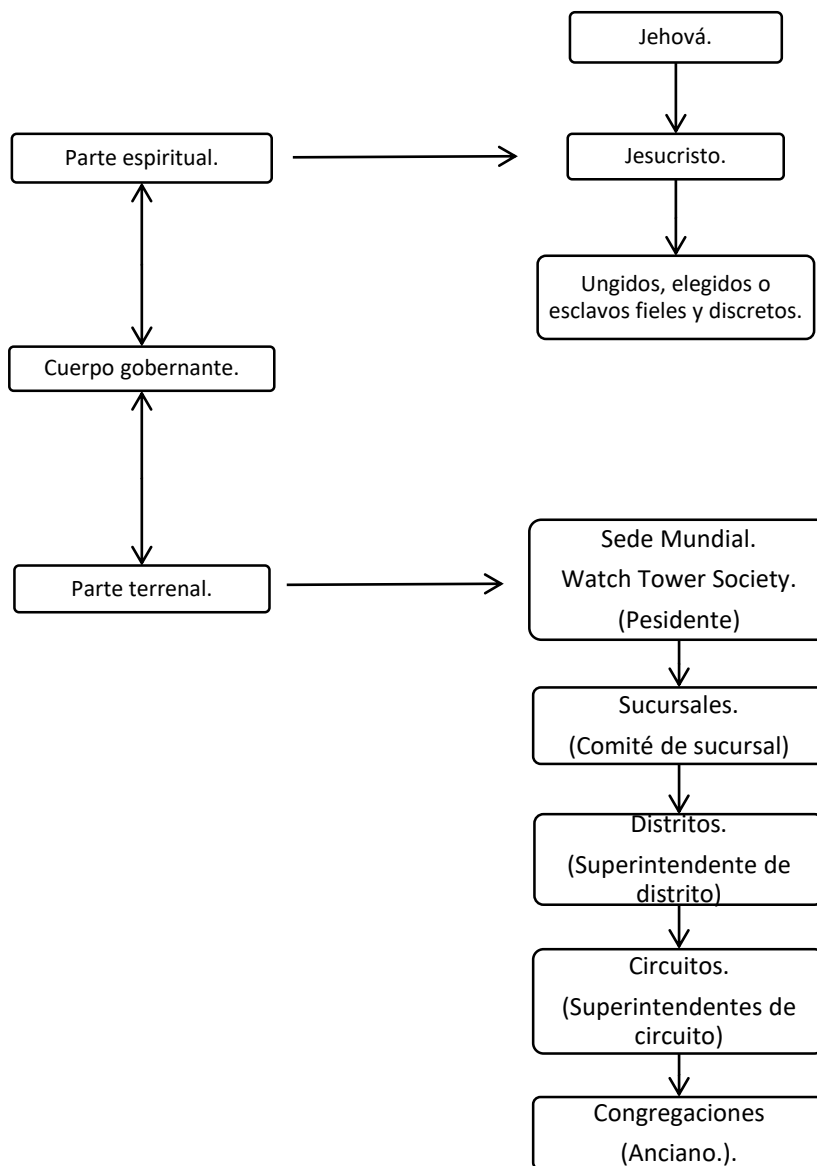 Jehová.
Parte espiritual.
Jesucristo.
Ungidos, elegidos o
esclavos fieles y discretos.
Cuerpo gobernante.
Parte terrenal.
Sede Mundial.
Watch Tower Society.
(Pesidente)
Sucursales.
(Comité de sucursal)
Distritos.
(Superintendente de
distrito)
Circuitos.
(Superintendentes de
circuito)
Congregaciones
(Anciano.).